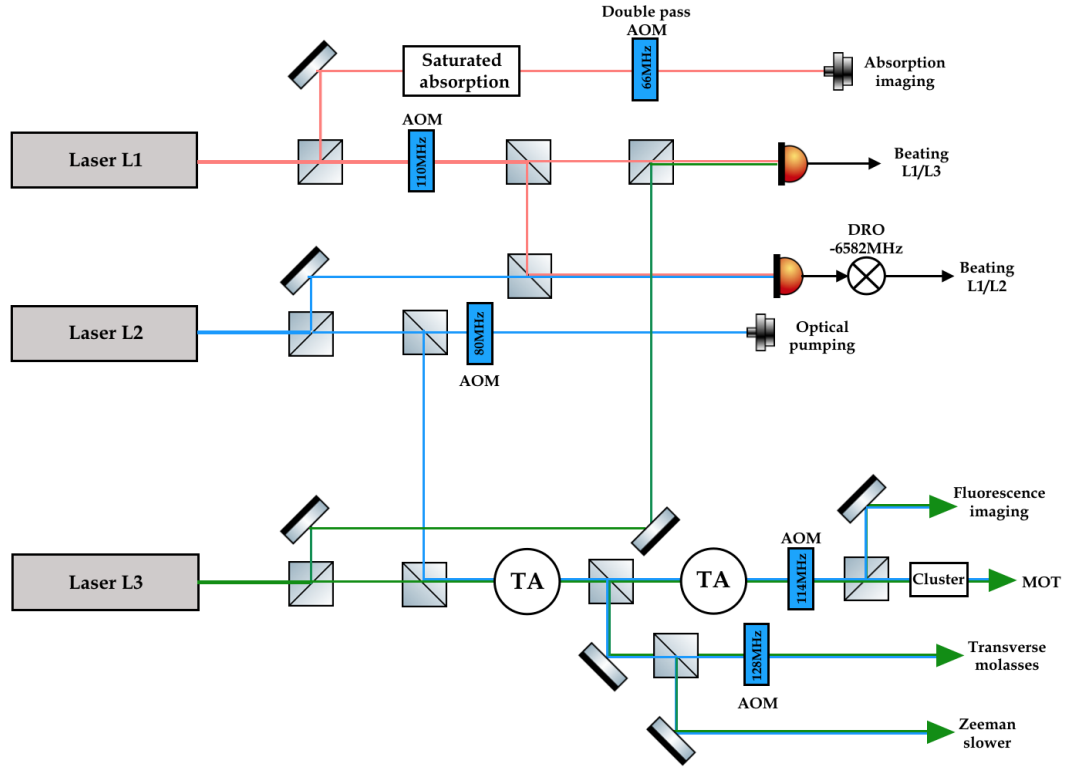 Double pass
AOM
66MHz
Saturated
absorption
Absorption
imaging
AOM
110MHz
Laser L1
Beating
L1/L3
DRO
-6582MHz
Beating
L1/L2
Laser L2
80MHz
AOM
Optical
pumping
Fluorescence
imaging
AOM
114MHz
Laser L3
TA
TA
Cluster
MOT
128MHz
AOM
Transverse
molasses
Zeeman
slower